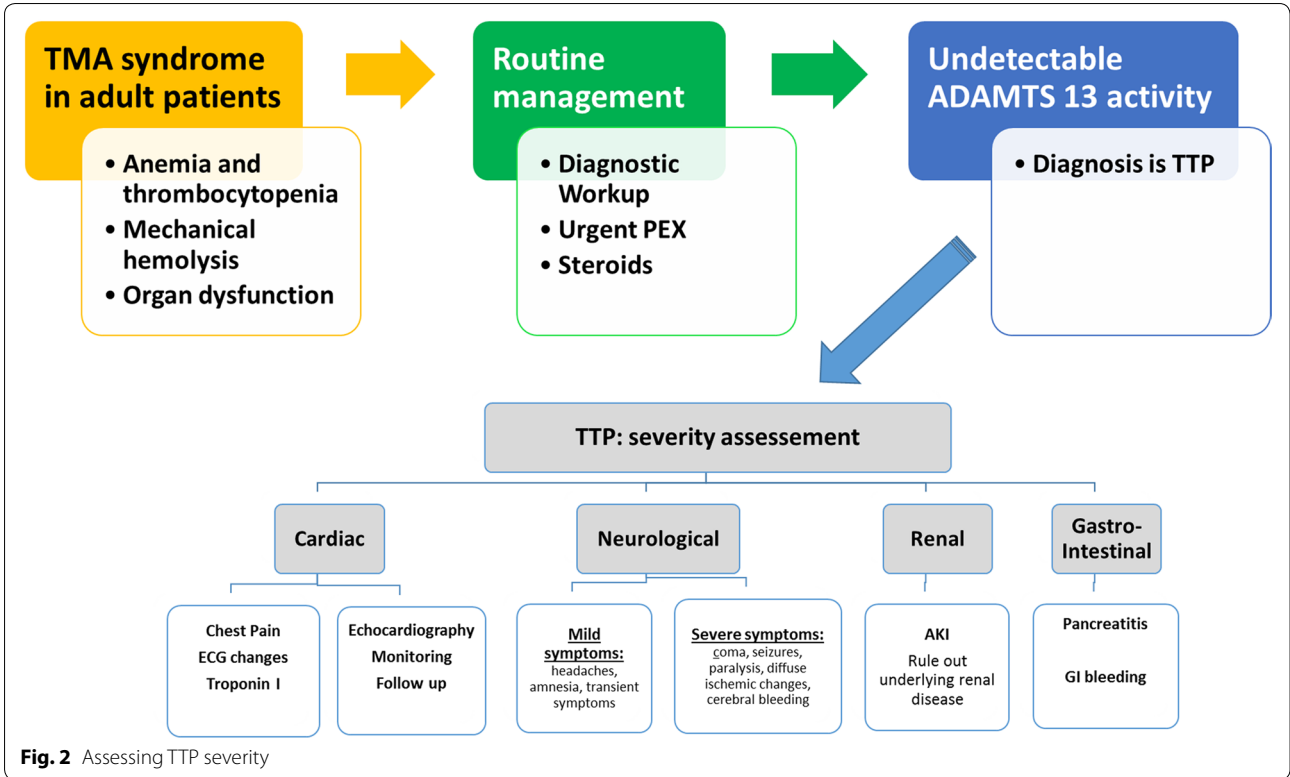 TMA syndrome
in adult patients
• Anemia and
thrombocytopenia
• Mechanical
hemolysis
• Organ dysfunction
Routine
management
• Diagnostic
Workup
• Urgent PEX
• Steroids
Undetectable
ADAMTS 13 activity
• Diagnosis is TTP
TTP: severity assessement
Cardiac
Neurological
Renal
Gastro-
Intestinal
Chest Pain
ECG changes
Troponin I
Echocardiography
Monitoring
Follow up
Mild
symptoms:
headaches,
amnesia, transient
symptoms
Severe symptoms:
coma, seizures,
paralysis, diffuse
ischemic changes,
cerebral bleeding
AKI
Rule out
underlying renal
disease
Pancreatitis
GI bleeding
Fig. 2 Assessing TTP severity